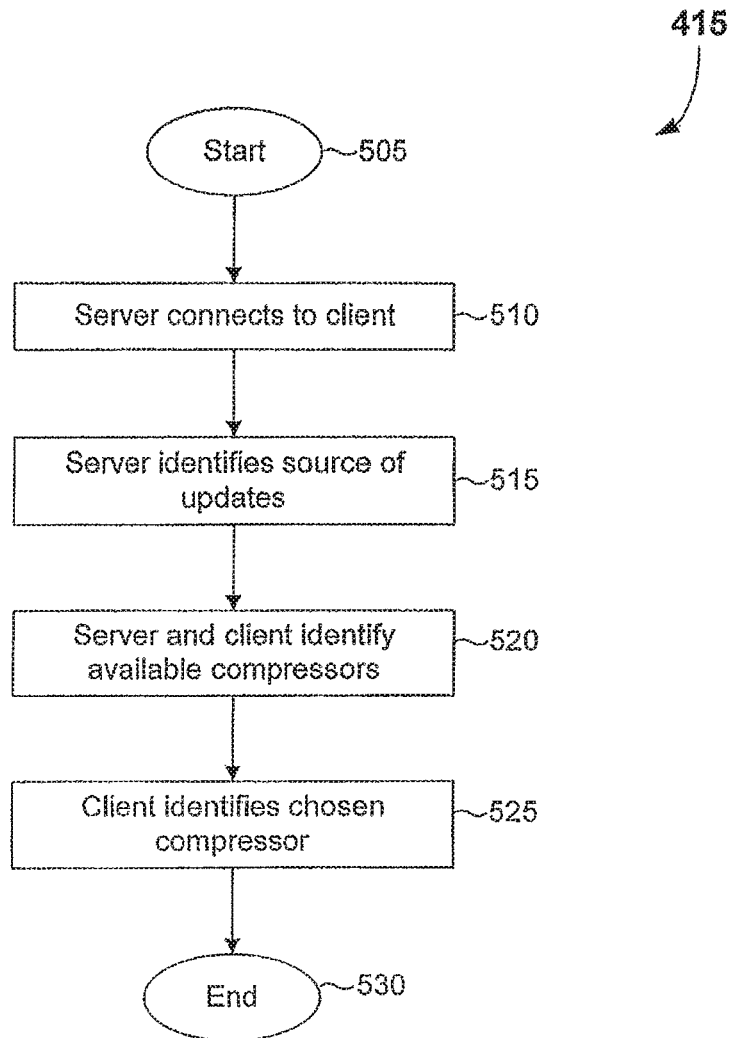 415
Start
505
Server connects to client
510
Server identifies source of
updates
515
Server and client identify
available compressors
520
Client identifies chosen
compressor
525
End
530